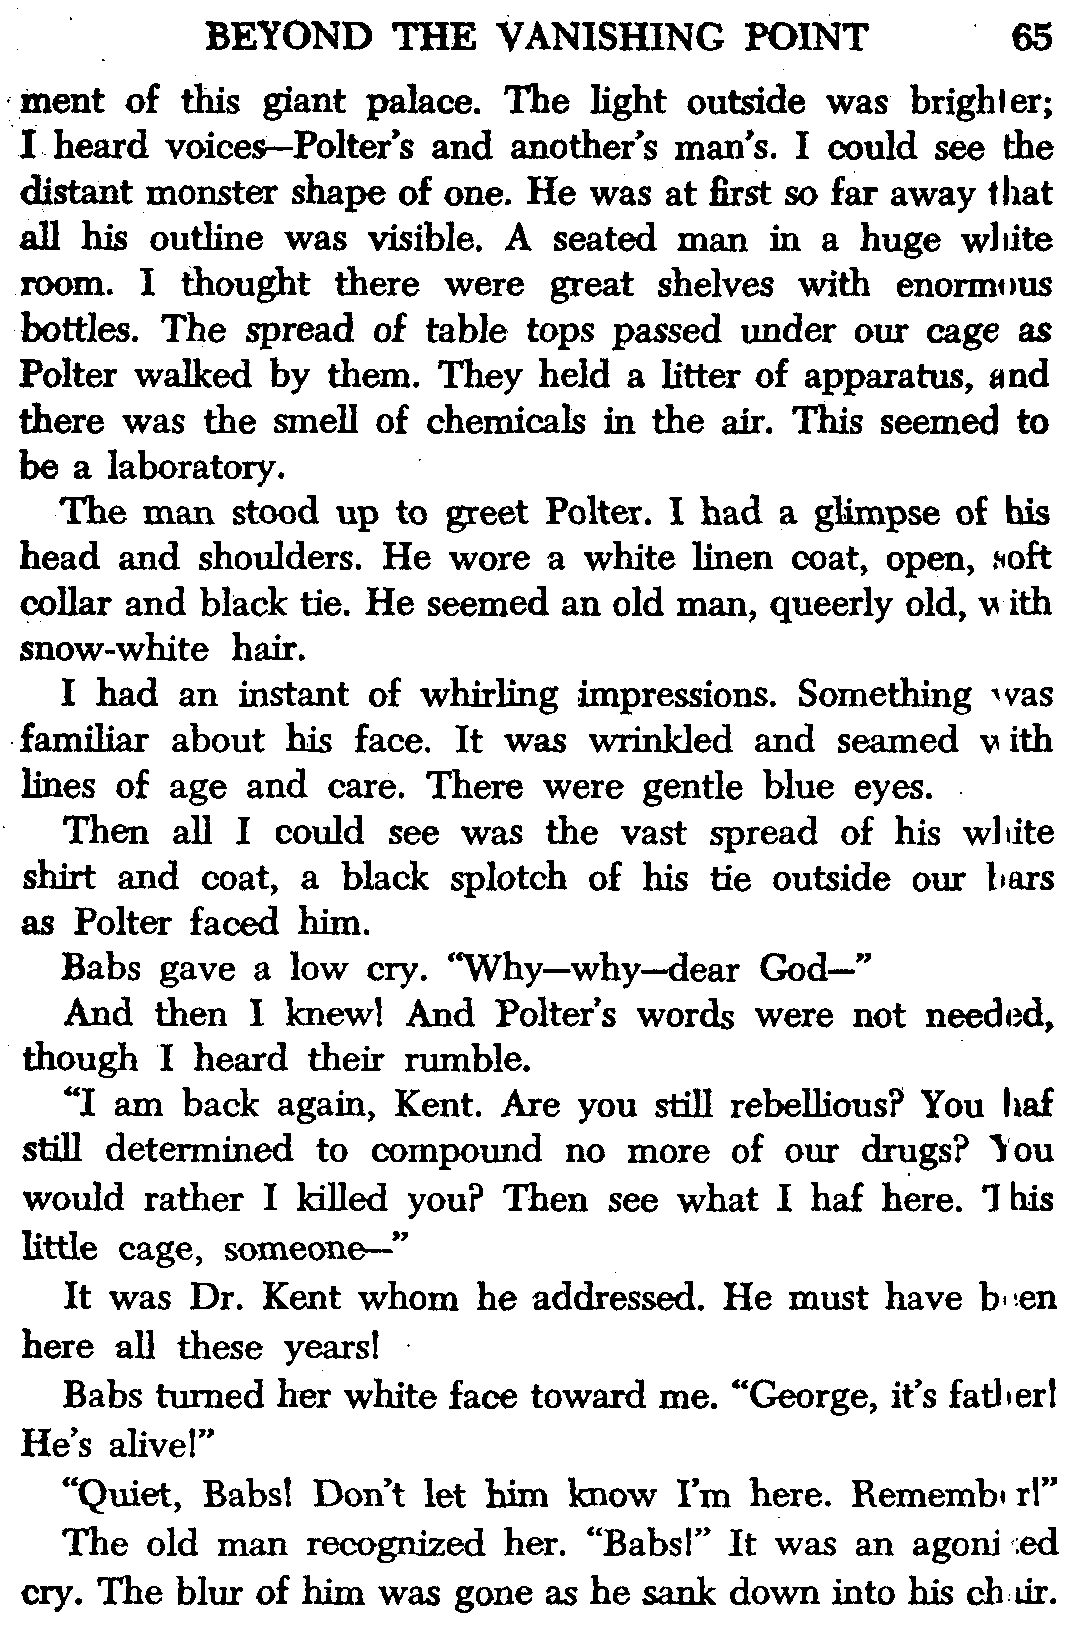 BEYOND THE VANISHING POINT 65
ment of this giant palace. The light outside was brighter;
I heard voices—Polter's and another's man's. I could see the
distant monster shape of one. He was at first so far away that
all his outline was visible. A seated man in a huge white
room. I thought there were great shelves with enormous
bottles. The spread of table tops passed under our cage as
Polter walked by them. They held a litter of apparatus, and
there was the smell of chemicals in the air. This seemed to
be a laboratory.
The man stood up to greet Polter. I had a glimpse of his
head and shoulders. He wore a white linen coat, open, soft
collar and black tie. He seemed an old man, queerly old, with
snow-white hair.
I had an instant of whirling impressions. Something was
familiar about his face. It was wrinkled and seamed with
lines of age and care. There were gentle blue eyes.
Then all I could see was the vast spread of his white
shirt and coat, a black splotch of his tie outside our bars
as Polter faced him.
Babs gave a low cry. "Why—why—dear God—"
And then I knew! And Polter's words were not needed,
though I heard their rumble.
"I am back again, Kent. Are you still rebellious? You haf
still determined to compound no more of our drugs? You
would rather I killed you? Then see what I haf here. This
little cage, someone—"
It was Dr. Kent whom he addressed. He must have been
here all these years!
Babs turned her white face toward me. "George, it's father!
He's alive!"
"Quiet, Babs! Don't let him know I'm here. Remember!"
The old man recognized her. "Babs!" It was an agonized
cry. The blur of him was gone as he sank down into his chair.